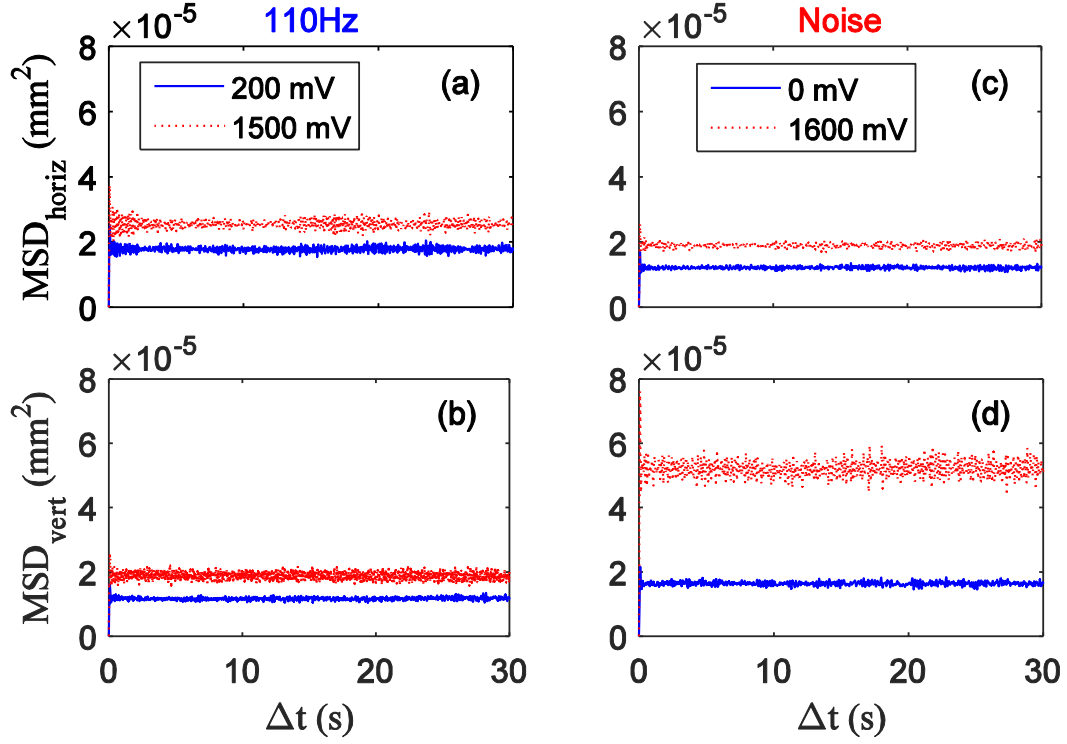 110Hz
×10⁻⁵
8
6
4
2
0
MSD_horiz (mm²)
(a)
200 mV
1500 mV
Noise
×10⁻⁵
8
6
4
2
0
(c)
0 mV
1600 mV
×10⁻⁵
8
6
4
2
0
MSD_vert (mm²)
(b)
0 10 20 30
Δt (s)
×10⁻⁵
8
6
4
2
0
(d)
0 10 20 30
Δt (s)